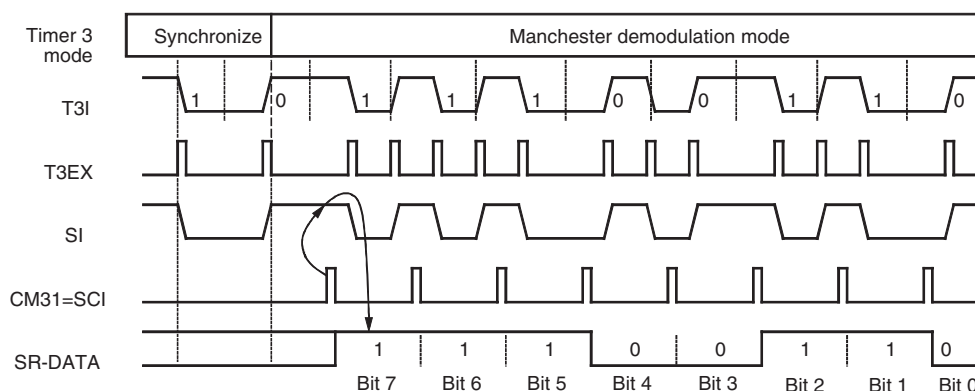 Timer 3
mode
Synchronize
Manchester demodulation mode
T3I
1 0 1 1 1 0 0 1 1 0
T3EX
SI
CM31=SCI
SR-DATA
1 1 1 0 0 1 1 0
Bit 7 Bit 6 Bit 5 Bit 4 Bit 3 Bit 2 Bit 1 Bit 0